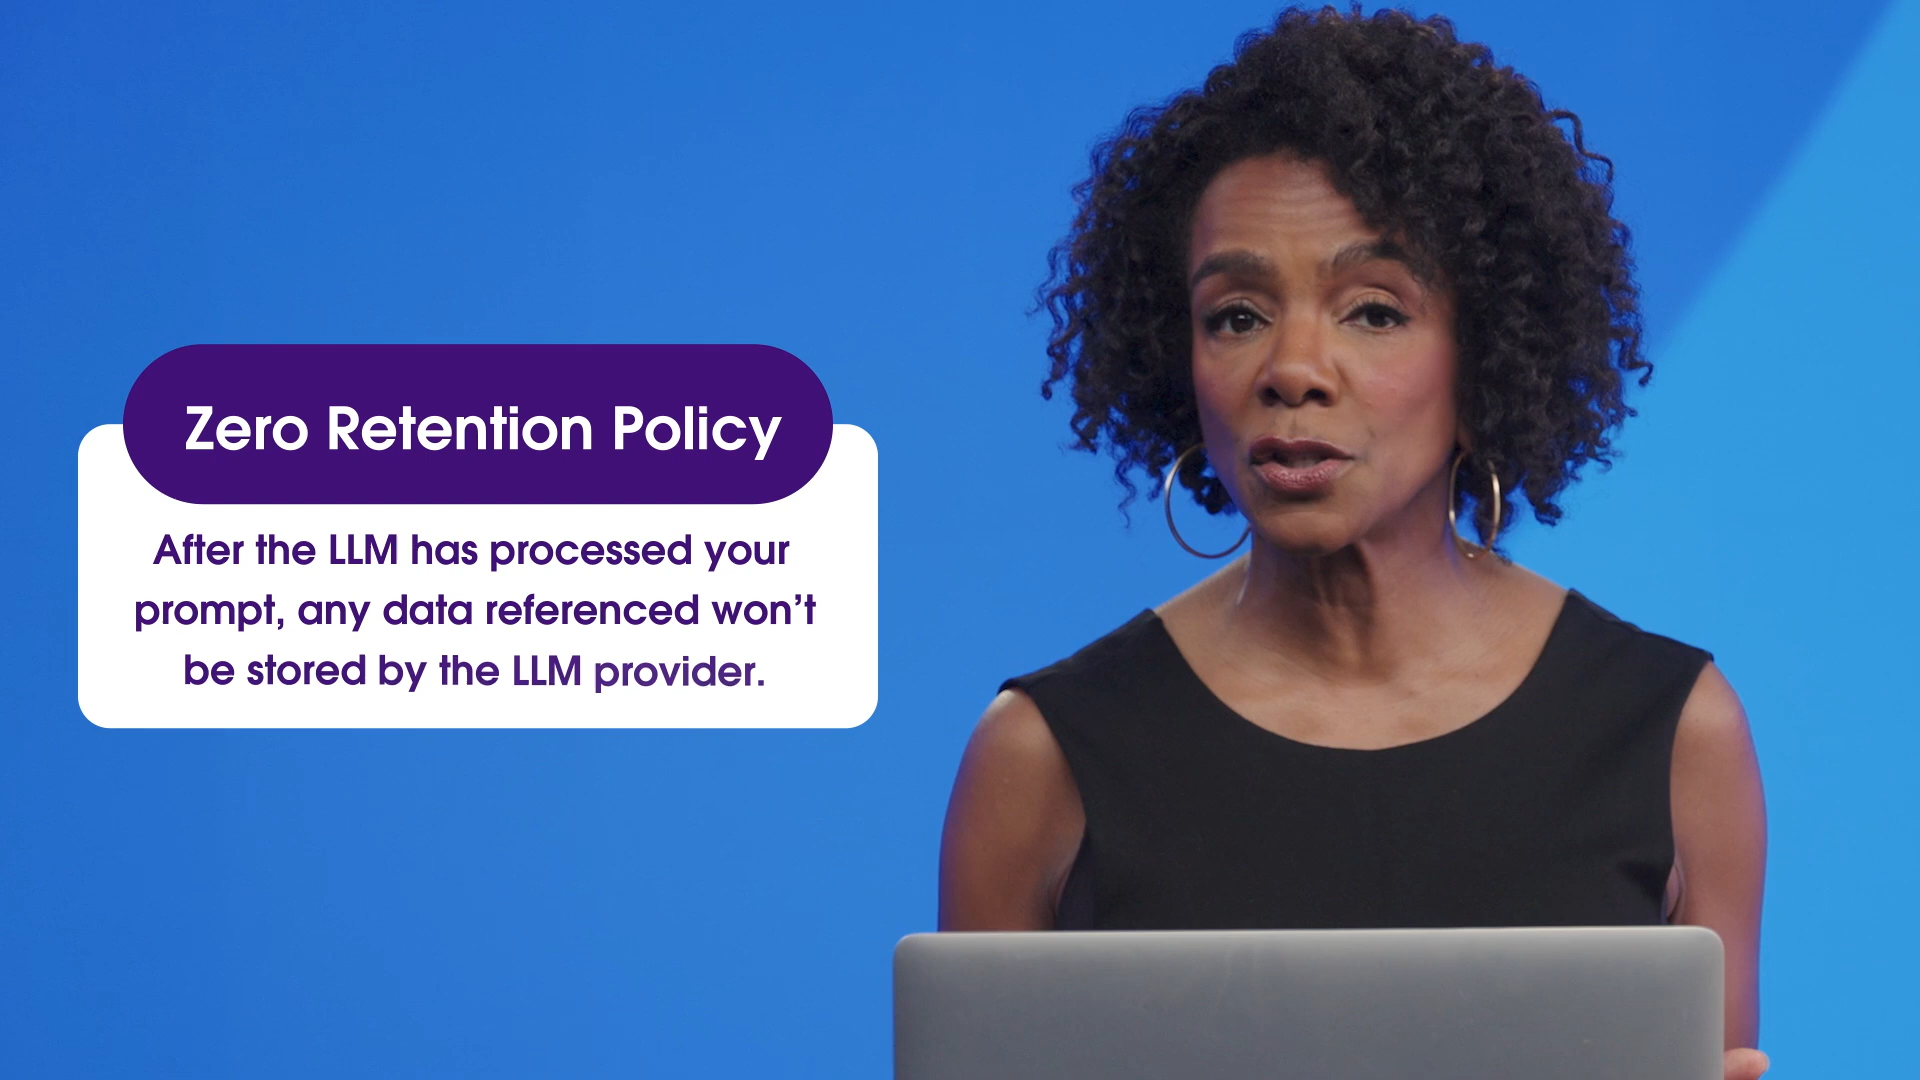 Zero Retention Policy
After the LLM has processed your
prompt, any data referenced won’t
be stored by the LLM provider.